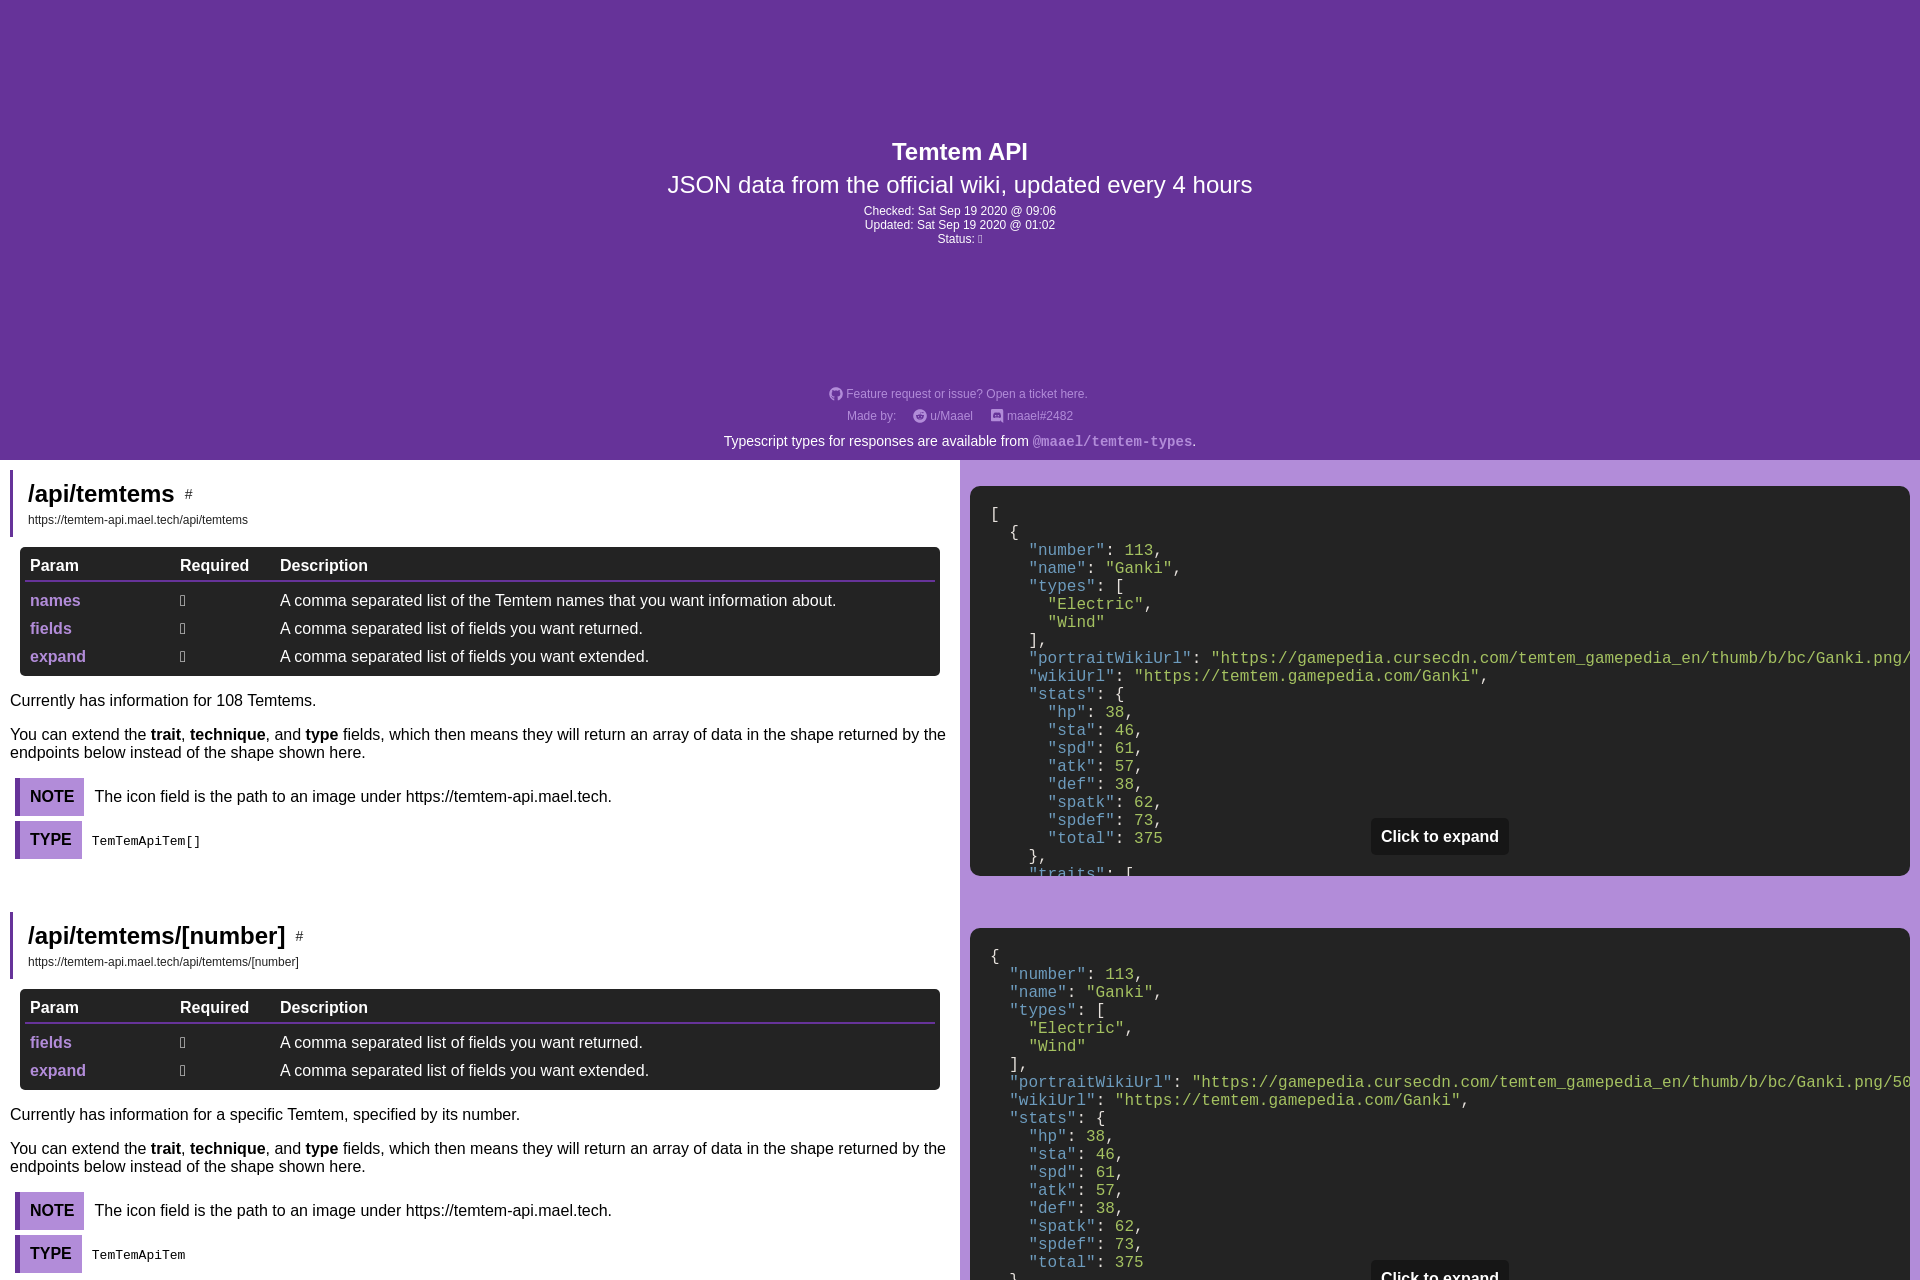 Temtem API
JSON data from the official wiki, updated every 4 hours
Checked: Sat Sep 19 2020 @ 09:06
Updated: Sat Sep 19 2020 @ 01:02
Status:
Feature request or issue? Open a ticket here.
Made by: u/Maael maael#2482
Typescript types for responses are available from @maael/temtem-types.
/api/temtems #
https://temtem-api.mael.tech/api/temtems
Param Required Description
names A comma separated list of the Temtem names that you want information about.
fields A comma separated list of fields you want returned.
expand A comma separated list of fields you want extended.
Currently has information for 108 Temtems.
You can extend the trait, technique, and type fields, which then means they will return an array of data in the shape returned by the
endpoints below instead of the shape shown here.
NOTE The icon field is the path to an image under https://temtem-api.mael.tech.
TYPE TemTemApiTem[]
[
  {
    "number": 113,
    "name": "Ganki",
    "types": [
      "Electric",
      "Wind"
    ],
    "portraitWikiUrl": "https://gamepedia.cursecdn.com/temtem_gamepedia_en/thumb/b/bc/Ganki.png/
    "wikiUrl": "https://temtem.gamepedia.com/Ganki",
    "stats": {
      "hp": 38,
      "sta": 46,
      "spd": 61,
      "atk": 57,
      "def": 38,
      "spatk": 62,
      "spdef": 73,
      "total": 375
    },
    "traits": [
Click to expand
/api/temtems/[number] #
https://temtem-api.mael.tech/api/temtems/[number]
Param Required Description
fields A comma separated list of fields you want returned.
expand A comma separated list of fields you want extended.
Currently has information for a specific Temtem, specified by its number.
You can extend the trait, technique, and type fields, which then means they will return an array of data in the shape returned by the
endpoints below instead of the shape shown here.
NOTE The icon field is the path to an image under https://temtem-api.mael.tech.
TYPE TemTemApiTem
{
  "number": 113,
  "name": "Ganki",
  "types": [
    "Electric",
    "Wind"
  ],
  "portraitWikiUrl": "https://gamepedia.cursecdn.com/temtem_gamepedia_en/thumb/b/bc/Ganki.png/50
  "wikiUrl": "https://temtem.gamepedia.com/Ganki",
  "stats": {
    "hp": 38,
    "sta": 46,
    "spd": 61,
    "atk": 57,
    "def": 38,
    "spatk": 62,
    "spdef": 73,
    "total": 375
  }
Click to expand